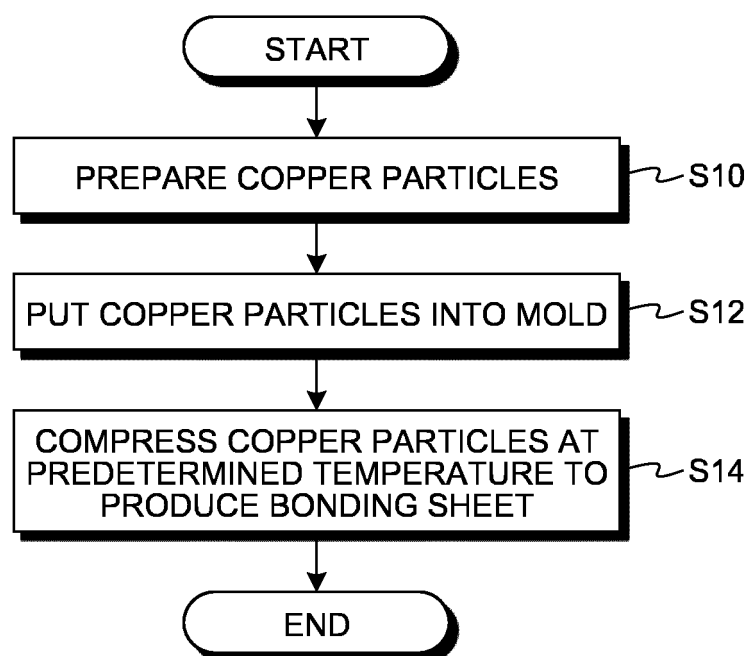 START
PREPARE COPPER PARTICLES
S10
PUT COPPER PARTICLES INTO MOLD
S12
COMPRESS COPPER PARTICLES AT
PREDETERMINED TEMPERATURE TO
PRODUCE BONDING SHEET
S14
END